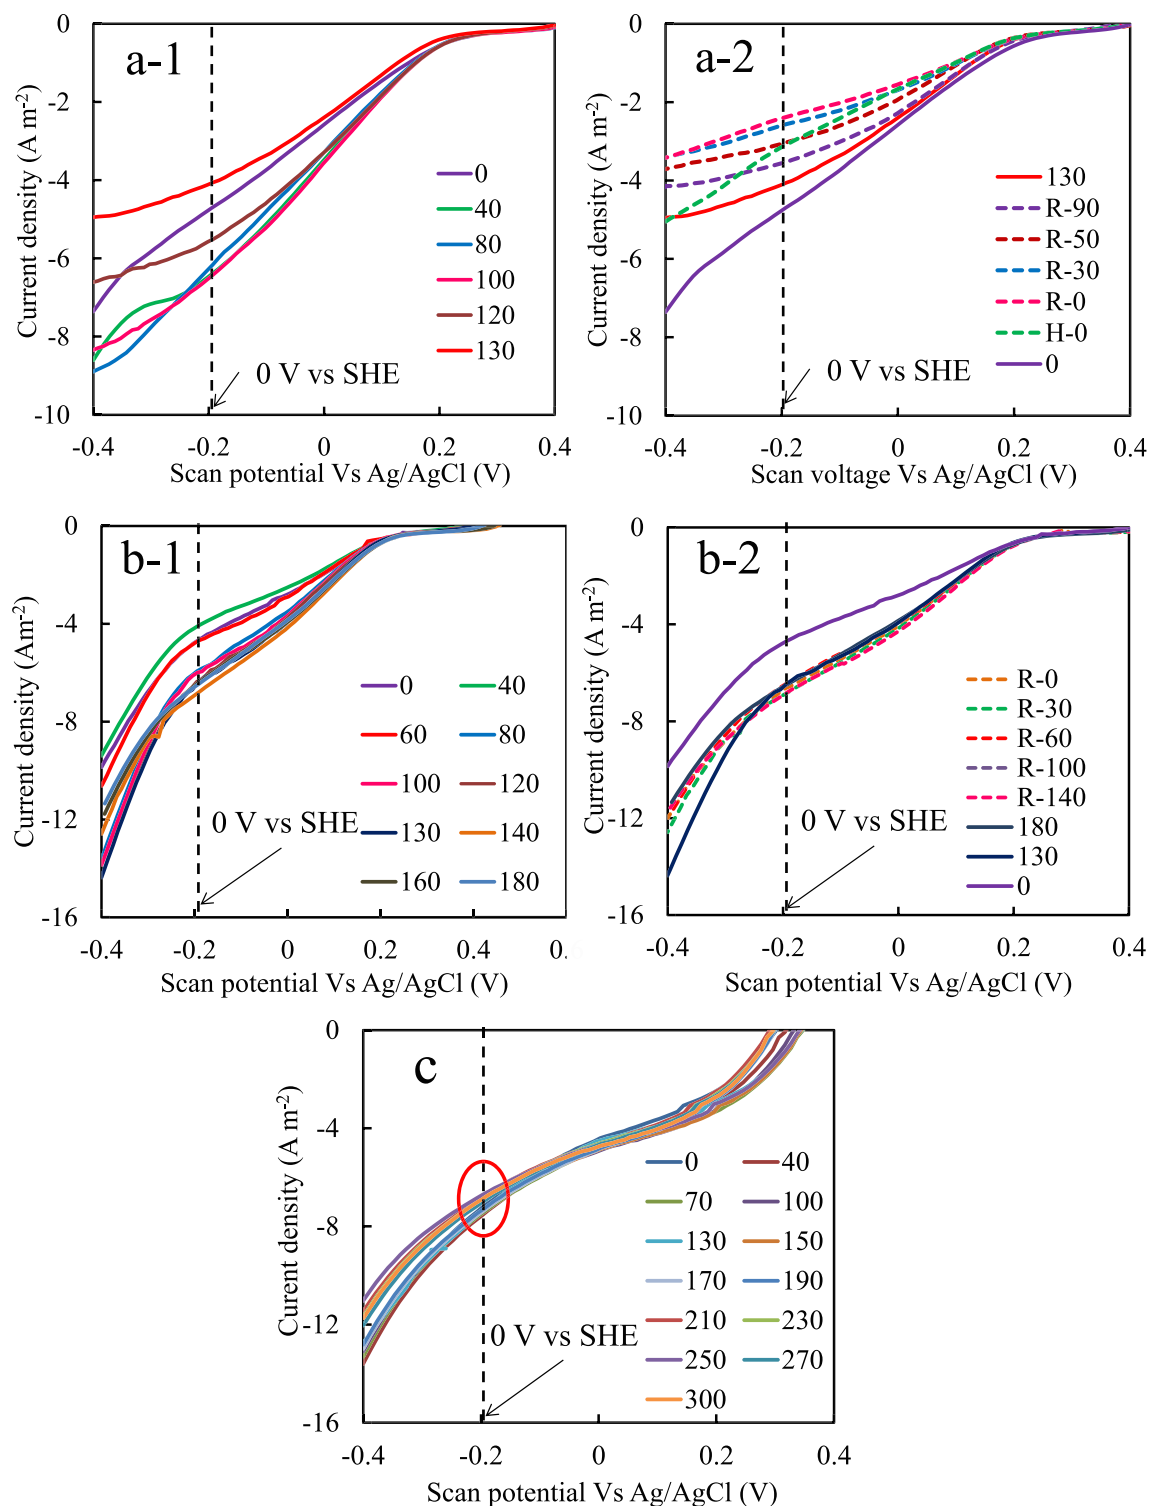 a-1
0
-2
-4
-6
-8
-10
Current density (A m-2)
0
40
80
100
120
130
0 V vs SHE
-0.4
-0.2
0
0.2
0.4
Scan potential Vs Ag/AgCl (V)
a-2
0
-2
-4
-6
-8
-10
Current density (A m-2)
130
R-90
R-50
R-30
R-0
H-0
0
0 V vs SHE
-0.4
-0.2
0
0.2
0.4
Scan voltage Vs Ag/AgCl (V)
b-1
0
-4
-8
-12
-16
Current density (Am-2)
0 40
60 80
100 120
130 140
160 180
0 V vs SHE
-0.4
-0.2
0
0.2
0.4
Scan potential Vs Ag/AgCl (V)
b-2
0
-4
-8
-12
-16
Current density (A m-2)
R-0
R-30
R-60
R-100
R-140
180
130
0
0 V vs SHE
-0.4
-0.2
0
0.2
0.4
Scan potential Vs Ag/AgCl (V)
c
0
-4
-8
-12
-16
Curent density (A m-2)
0 40
70 100
130 150
170 190
210 230
250 270
300
0 V vs SHE
-0.4
-0.2
0
0.2
0.4
Scan potential Vs Ag/AgCl (V)